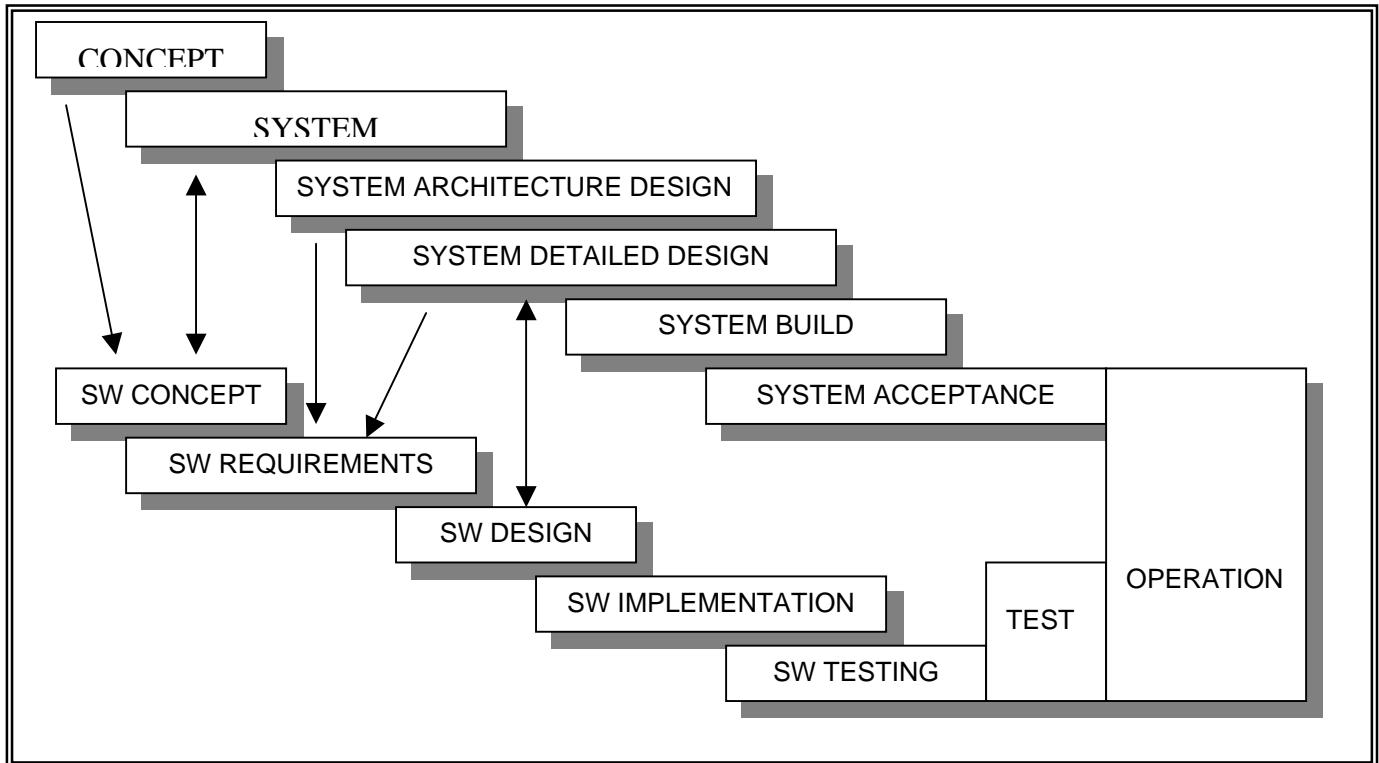 CONCEPT
SYSTEM
SYSTEM ARCHITECTURE DESIGN
SYSTEM DETAILED DESIGN
SYSTEM BUILD
SYSTEM ACCEPTANCE
SW CONCEPT
SW REQUIREMENTS
SW DESIGN
SW IMPLEMENTATION
SW TESTING
TEST
OPERATION